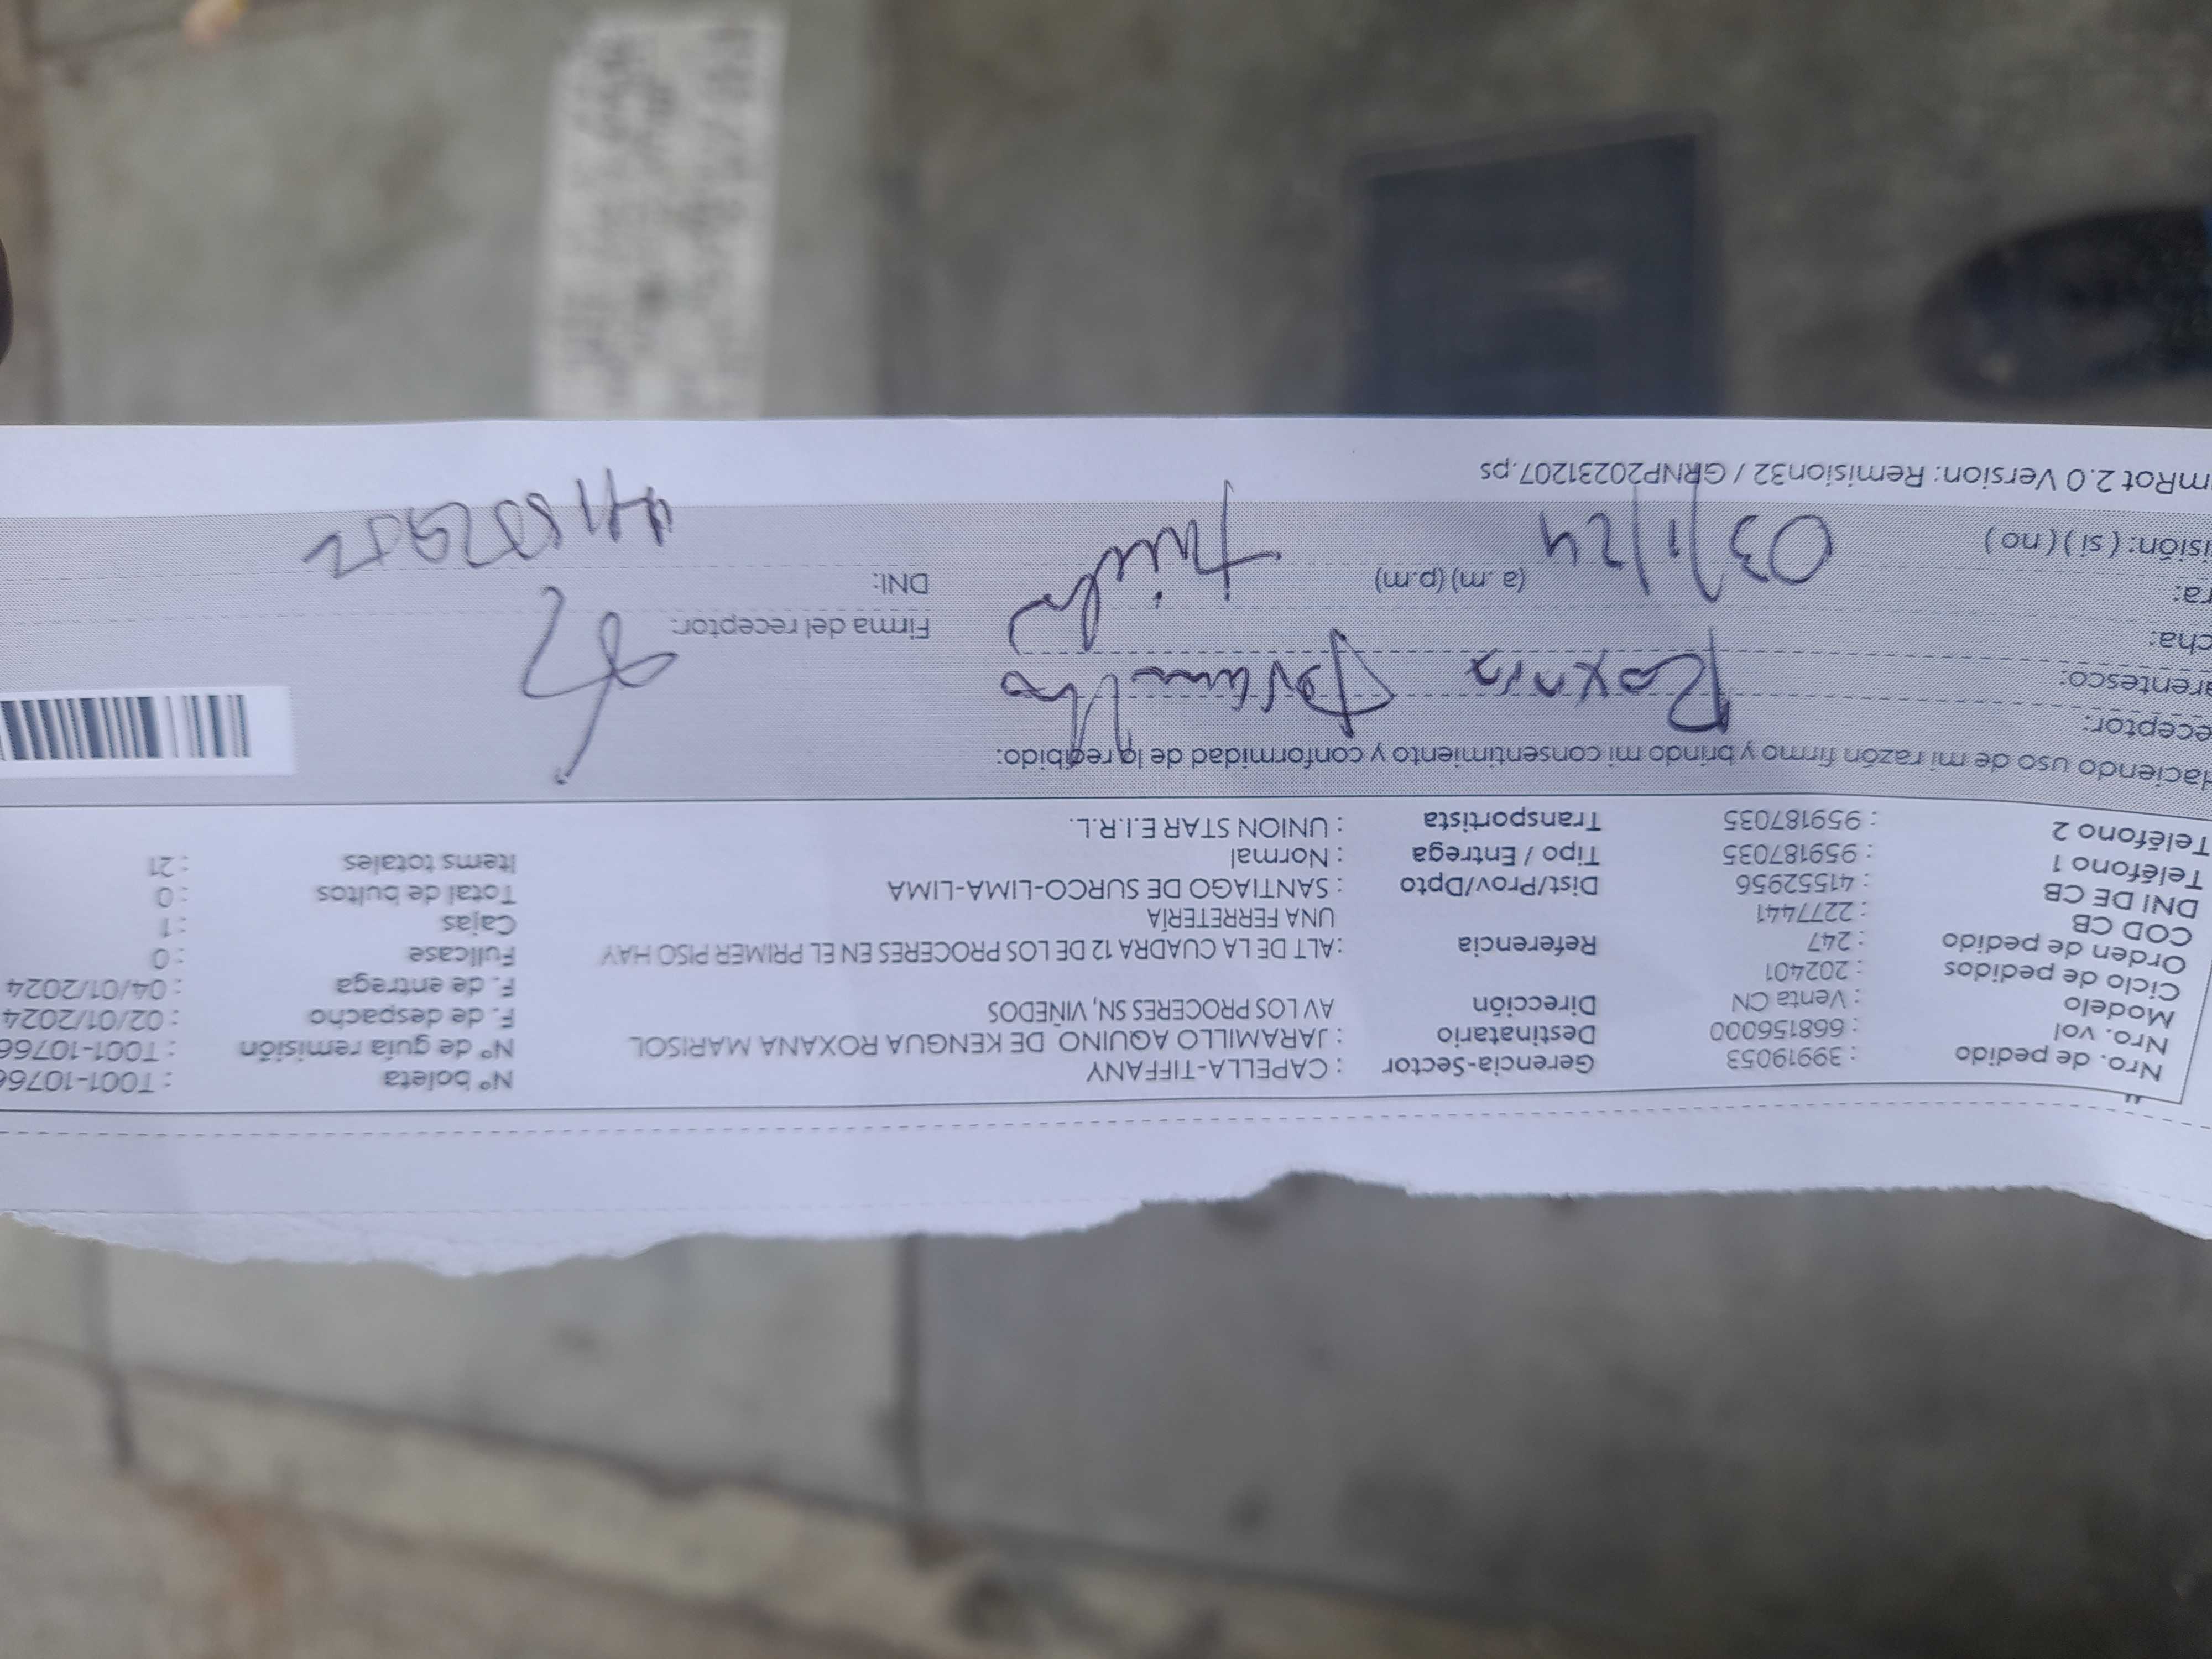 Nro. de pedido : 39919053 Gerencia-Sector : CAPELLA-TIFFANY Nº boleta : T001-10766
Nro. vol : 668156000 Destinatario : JARAMILLO AQUINO DE KENGUA ROXANA MARISOL Nº de guia remisión : T001-10766
Modelo : Venta CN Dirección AV LOS PROCERES SN, VIÑEDOS F. de despacho : 02/01/2024
Ciclo de pedidos : 202401 F. de entrega : 04/01/2024
Orden de pedido : 247 Referencia : ALT DE LA CUADRA 12 DE LOS PROCERES EN EL PRIMER PISO HAY Fullcase : 0
COD CB : 2277441 UNA FERRETERÍA Cajas : 1
DNI DE CB : 41552956 Dist/Prov/Dpto : SANTIAGO DE SURCO-LIMA-LIMA Total de bultos : 0
Teléfono 1 : 959187035 Tipo / Entrega : Normal Items totales : 21
Teléfono 2 : 959187035 Transportista : UNION STAR E.I.R.L.
Haciendo uso de mi razón firmo y brindo mi consentimiento y conformidad de lo recibido:
eceptor: Roxana
rentesco:
cha: Firma del receptor:
ra: 03/1/24 (a.m) (p.m) DNI:
isión: ( si ) ( no )
mRot 2.0 Version: Remision32 / GRNP20231207.ps